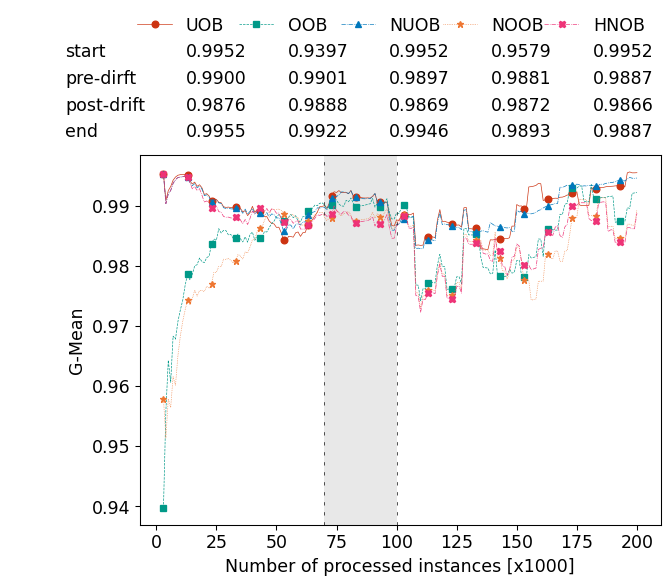 UOB OOB NUOB NOOB HNOB
start 0.9952 0.9397 0.9952 0.9579 0.9952
pre-dirft 0.9900 0.9901 0.9897 0.9881 0.9887
post-drift 0.9876 0.9888 0.9869 0.9872 0.9866
end 0.9955 0.9922 0.9946 0.9893 0.9887
0.99
0.98
0.97
0.96
0.95
0.94
G-Mean
0 25 50 75 100 125 150 175 200
Number of processed instances [x1000]